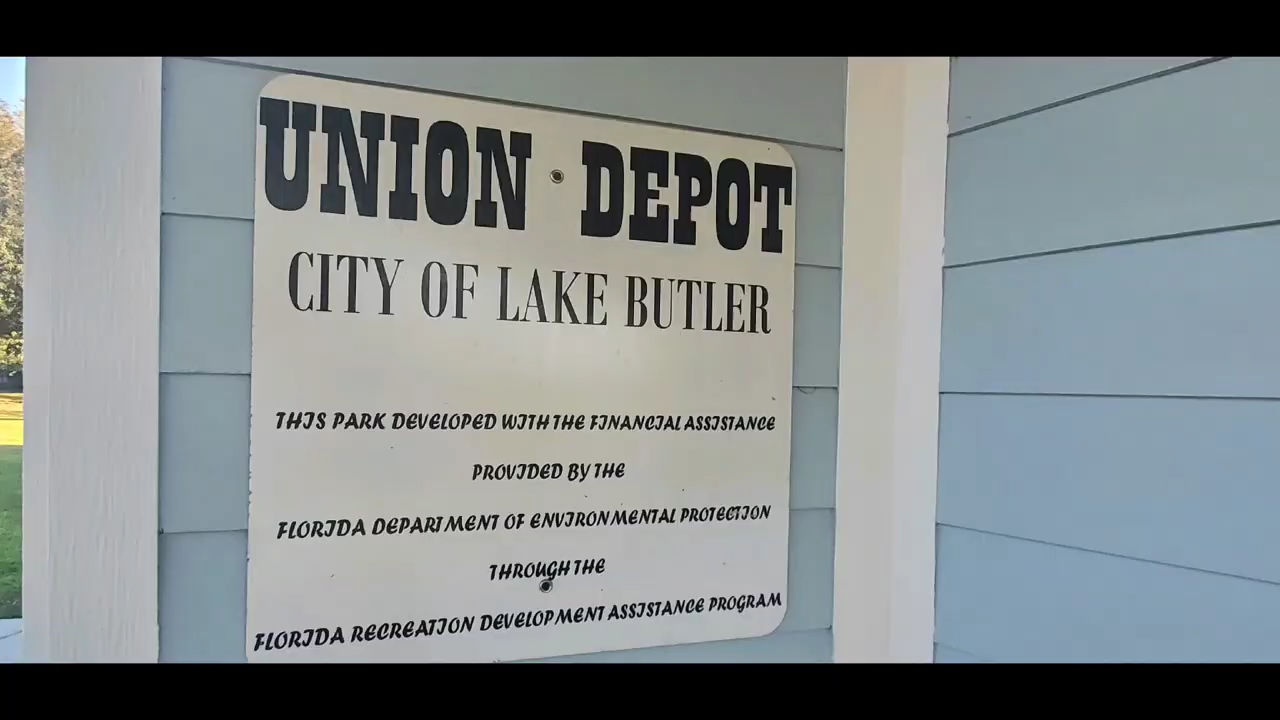 UNION DEPOT
CITY OF LAKE BUTLER
THIS PARK DEVELOPED WITH THE FINANCIAL ASSISTANCE
PROVIDED BY THE
FLORIDA DEPARTMENT OF ENVIRONMENTAL PROTECTION
THROUGH THE
FLORIDA RECREATION DEVELOPMENT ASSISTANCE PROGRAM